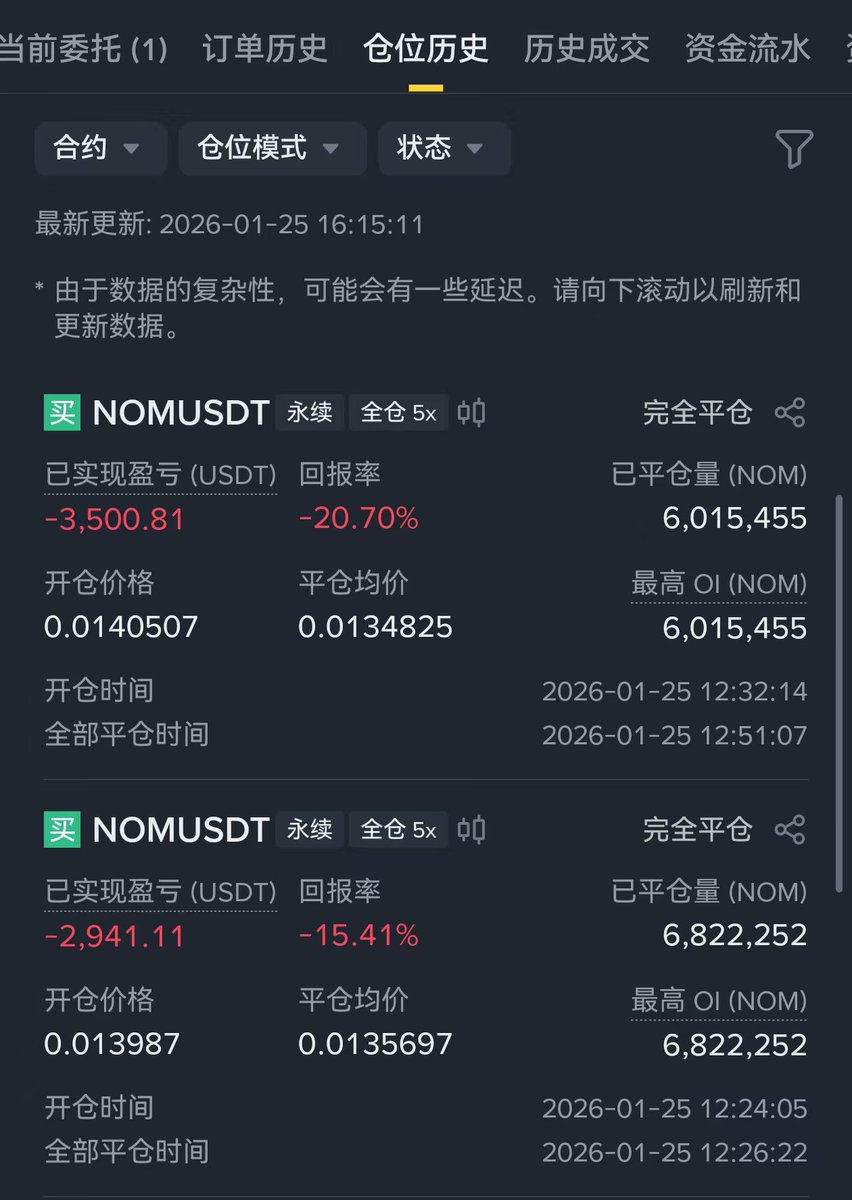 当前委托 (1) 订单历史 仓位历史 历史成交 资金流水
合约 仓位模式 状态
最新更新: 2026-01-25 16:15:11
* 由于数据的复杂性，可能会有一些延迟。请向下滚动以刷新和
更新数据。
买 NOMUSDT 永续 全仓 5x 完全平仓
已实现盈亏 (USDT) 回报率 已平仓量 (NOM)
-3,500.81 -20.70% 6,015,455
开仓价格 平仓均价 最高 OI (NOM)
0.0140507 0.0134825 6,015,455
开仓时间 2026-01-25 12:32:14
全部平仓时间 2026-01-25 12:51:07
买 NOMUSDT 永续 全仓 5x 完全平仓
已实现盈亏 (USDT) 回报率 已平仓量 (NOM)
-2,941.11 -15.41% 6,822,252
开仓价格 平仓均价 最高 OI (NOM)
0.013987 0.0135697 6,822,252
开仓时间 2026-01-25 12:24:05
全部平仓时间 2026-01-25 12:26:22